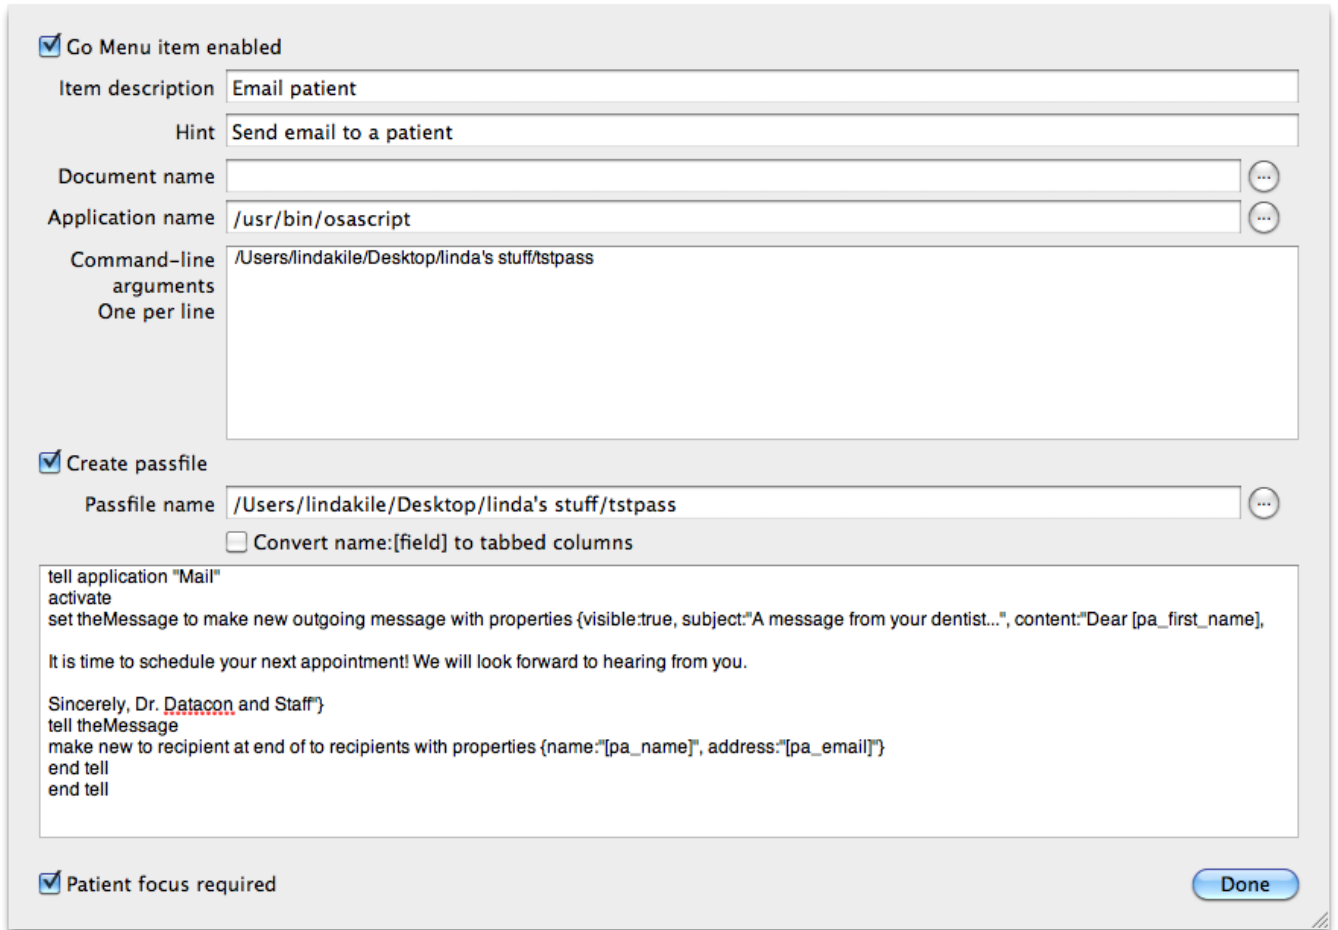 Go Menu item enabled
Item description Email patient
Hint Send email to a patient
Document name ...
Application name /usr/bin/osascript ...
Command-line /Users/lindakile/Desktop/linda's stuff/tstpass
arguments
One per line
Create passfile
Passfile name /Users/lindakile/Desktop/linda's stuff/tstpass ...
Convert name:[field] to tabbed columns
tell application "Mail"
activate
set theMessage to make new outgoing message with properties {visible:true, subject:"A message from your dentist...", content:"Dear [pa_first_name],
It is time to schedule your next appointment! We will look forward to hearing from you.
Sincerely, Dr. Datacon and Staff"}
tell theMessage
make new to recipient at end of to recipients with properties {name:"[pa_name]", address:"[pa_email]"}
end tell
end tell
Patient focus required Done